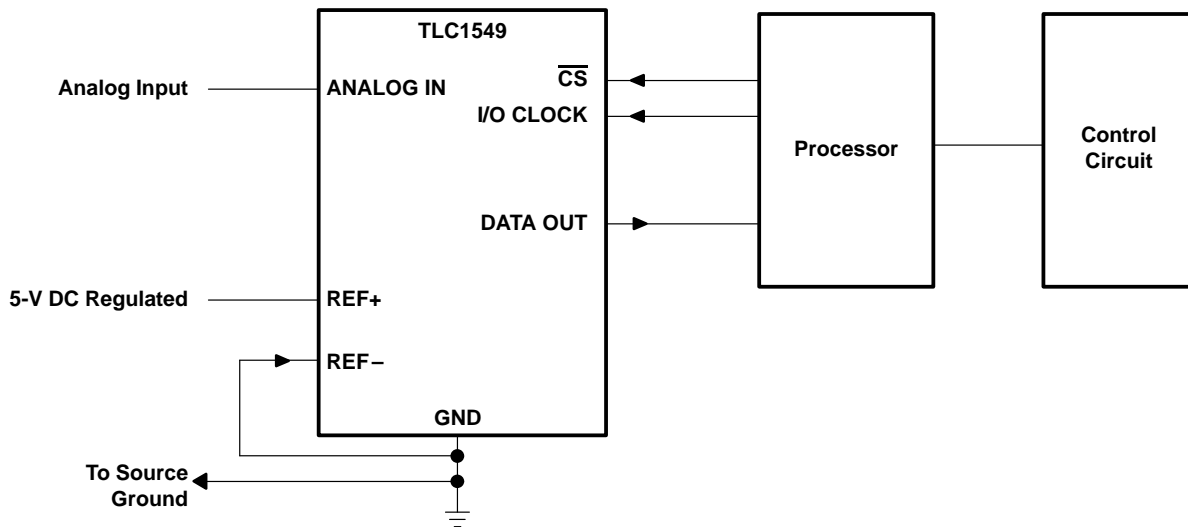 TLC1549
Analog Input
ANALOG IN
CS
I/O CLOCK
Processor
Control
Circuit
DATA OUT
5-V DC Regulated
REF+
REF–
GND
To Source
Ground